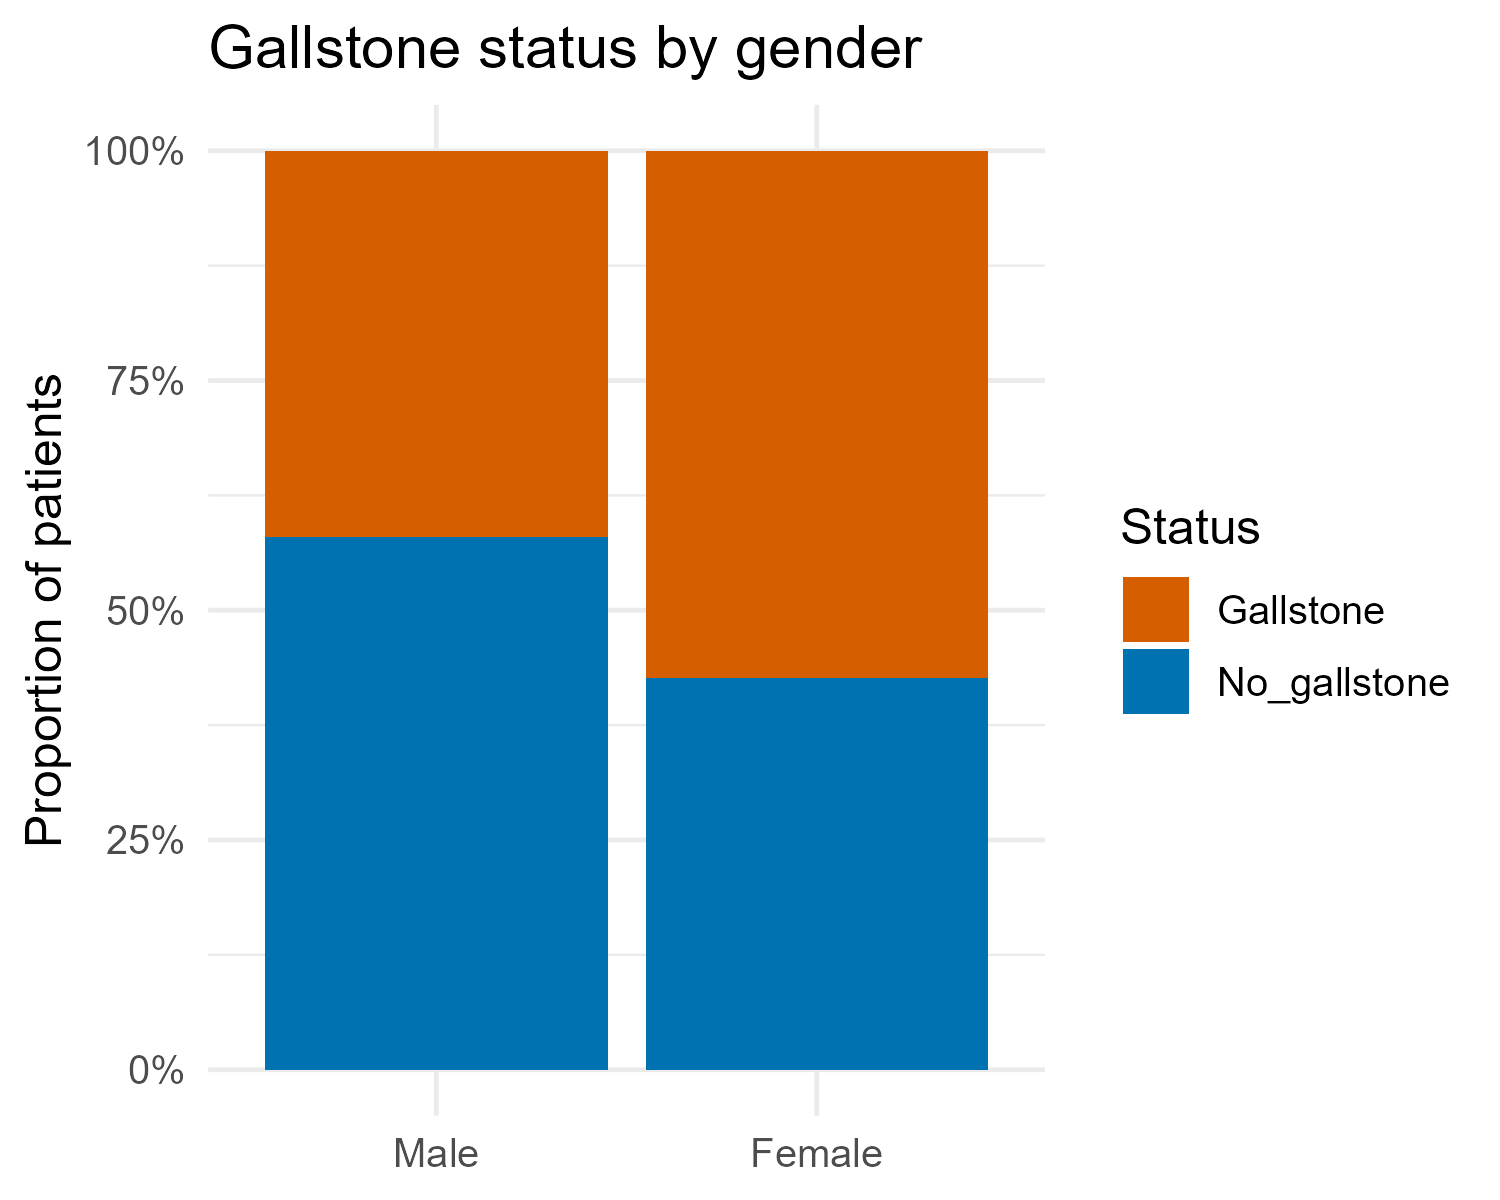 Gallstone status by gender
100%
75%
50%
25%
0%
Proportion of patients
Male
Female
Status
Gallstone
No_gallstone